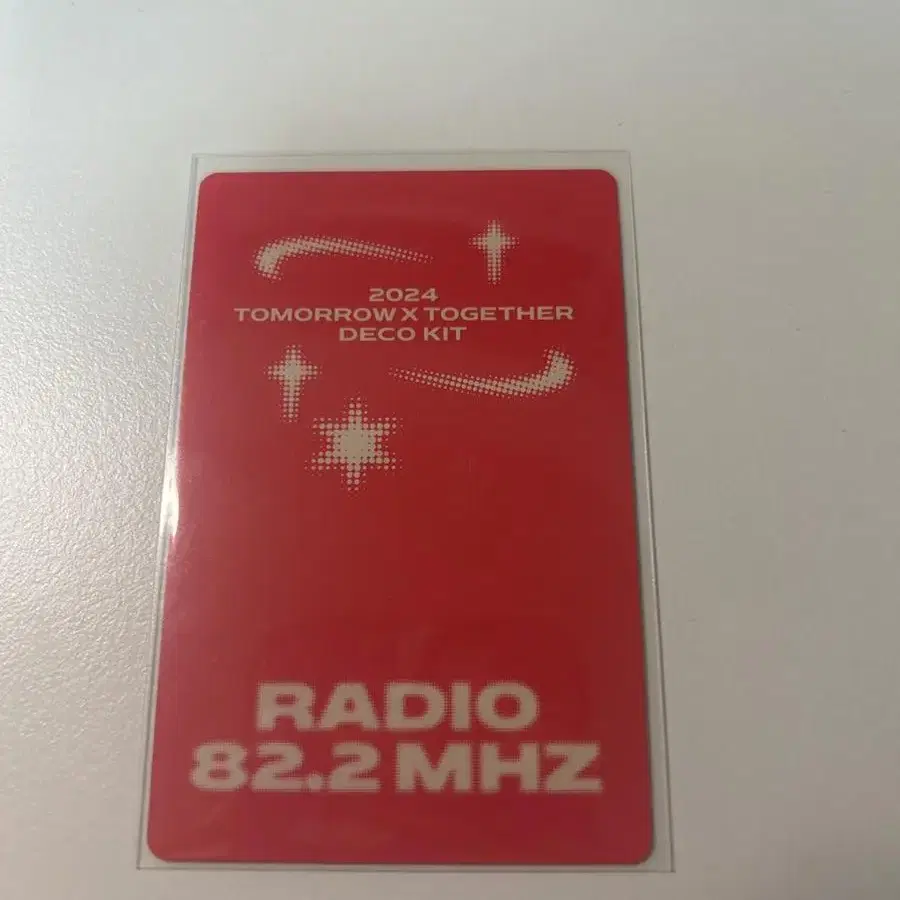 2024
TOMORROW X TOGETHER
DECO KIT
RADIO
82.2 MHZ